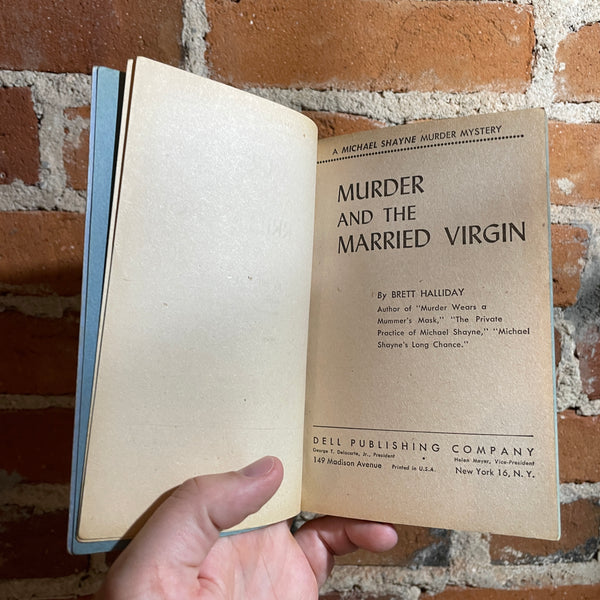 A MICHAEL SHAYNE MURDER MYSTERY
MURDER
AND THE
MARRIED VIRGIN
By BRETT HALLIDAY
Author of "Murder Wears a
Mummer's Mask," "The Private
Practice of Michael Shayne," "Michael
Shayne's Long Chance."
DELL PUBLISHING COMPANY
George T. Delacorte, Jr., President • Helen Meyer, Vice-President
149 Madison Avenue Printed in U.S.A. New York 16, N.Y.